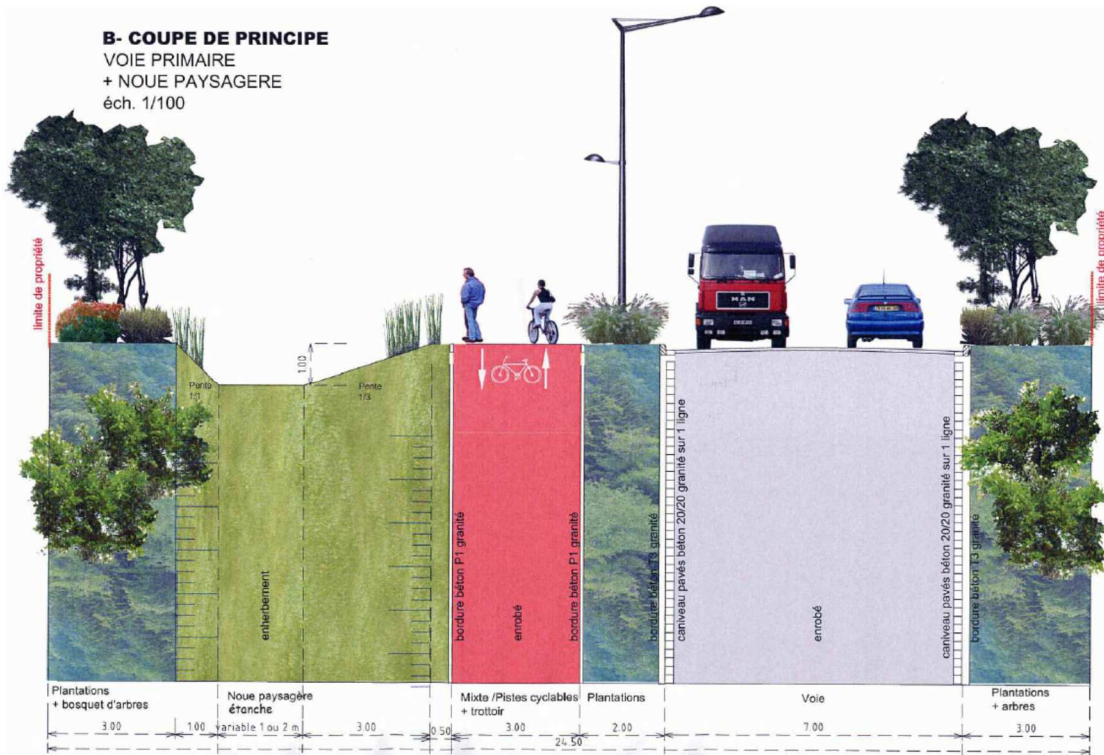 B- COUPE DE PRINCIPE
VOIE PRIMAIRE
+ NOUE PAYSAGERE
éch. 1/100
limite de propriété
limite de propriété
MAN
1.00
Pente
1/1
Pente
1/3
enherbement
bordure béton P1 granité
enrobé
bordure béton P1 granité
bordure béton T3 granité
caniveau pavés béton 20/20 granité sur 1 ligne
enrobé
caniveau pavés béton 20/20 granité sur 1 ligne
bordure béton T3 granité
Plantations
+ bosquet d'arbres
Noue paysagère
étanche
Mixte /Pistes cyclables
+ trottoir
Plantations
Voie
Plantations
+ arbres
3.00
1.00
variable 1 ou 2 m
3.00
0.50
3.00
2.00
7.00
3.00
24.50